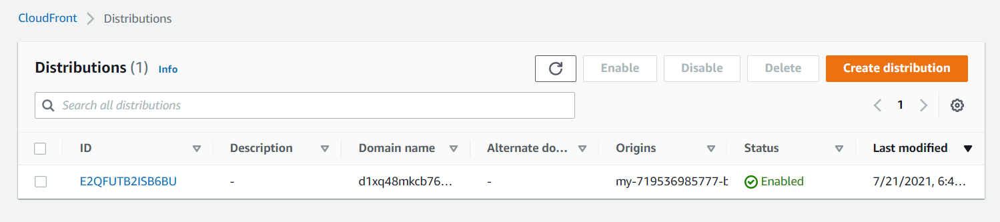 CloudFront > Distributions
Distributions (1) Info
Enable Disable Delete Create distribution
Search all distributions
1
ID Description Domain name Alternate do... Origins Status Last modified
E2QFUTB2ISB6BU - d1xq48mkcb76... - my-719536985777-b Enabled 7/21/2021, 6:4...